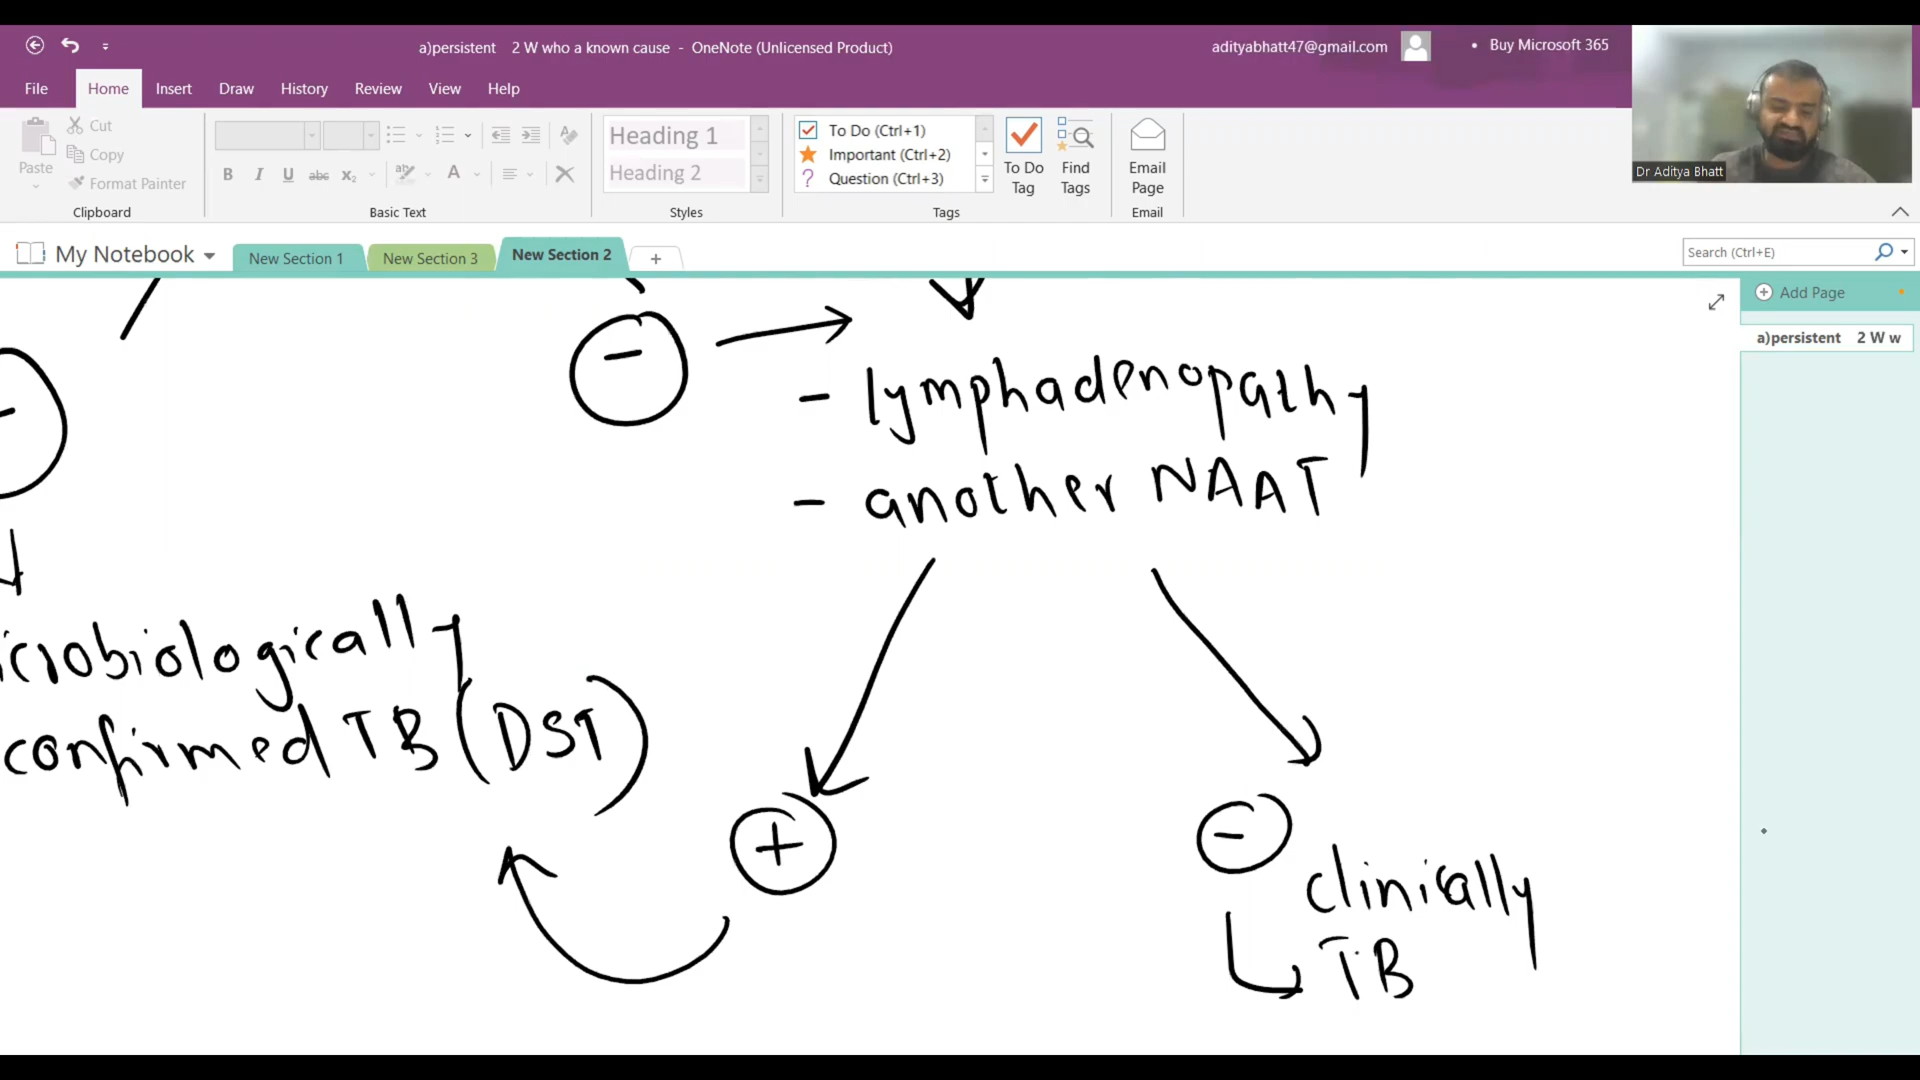 a)persistent 2 W who a known cause - OneNote (Unlicensed Product)
adityabhatt47@gmail.com
Buy Microsoft 365
File Home Insert Draw History Review View Help
Paste
Cut
Copy
Format Painter
Clipboard
B I U abc x₂ A
Basic Text
Heading 1
Heading 2
Styles
To Do (Ctrl+1)
Important (Ctrl+2)
? Question (Ctrl+3)
To Do Tag
Find Tags
Tags
Email Page
Email
Dr Aditya Bhatt
My Notebook
New Section 1
New Section 3
New Section 2
+
Search (Ctrl+E)
Add Page
a)persistent 2 W w
-
- lymphadenopathy
- another NAAT
icrobiologically
confirmed TB (DST)
+
-
clinically
TB